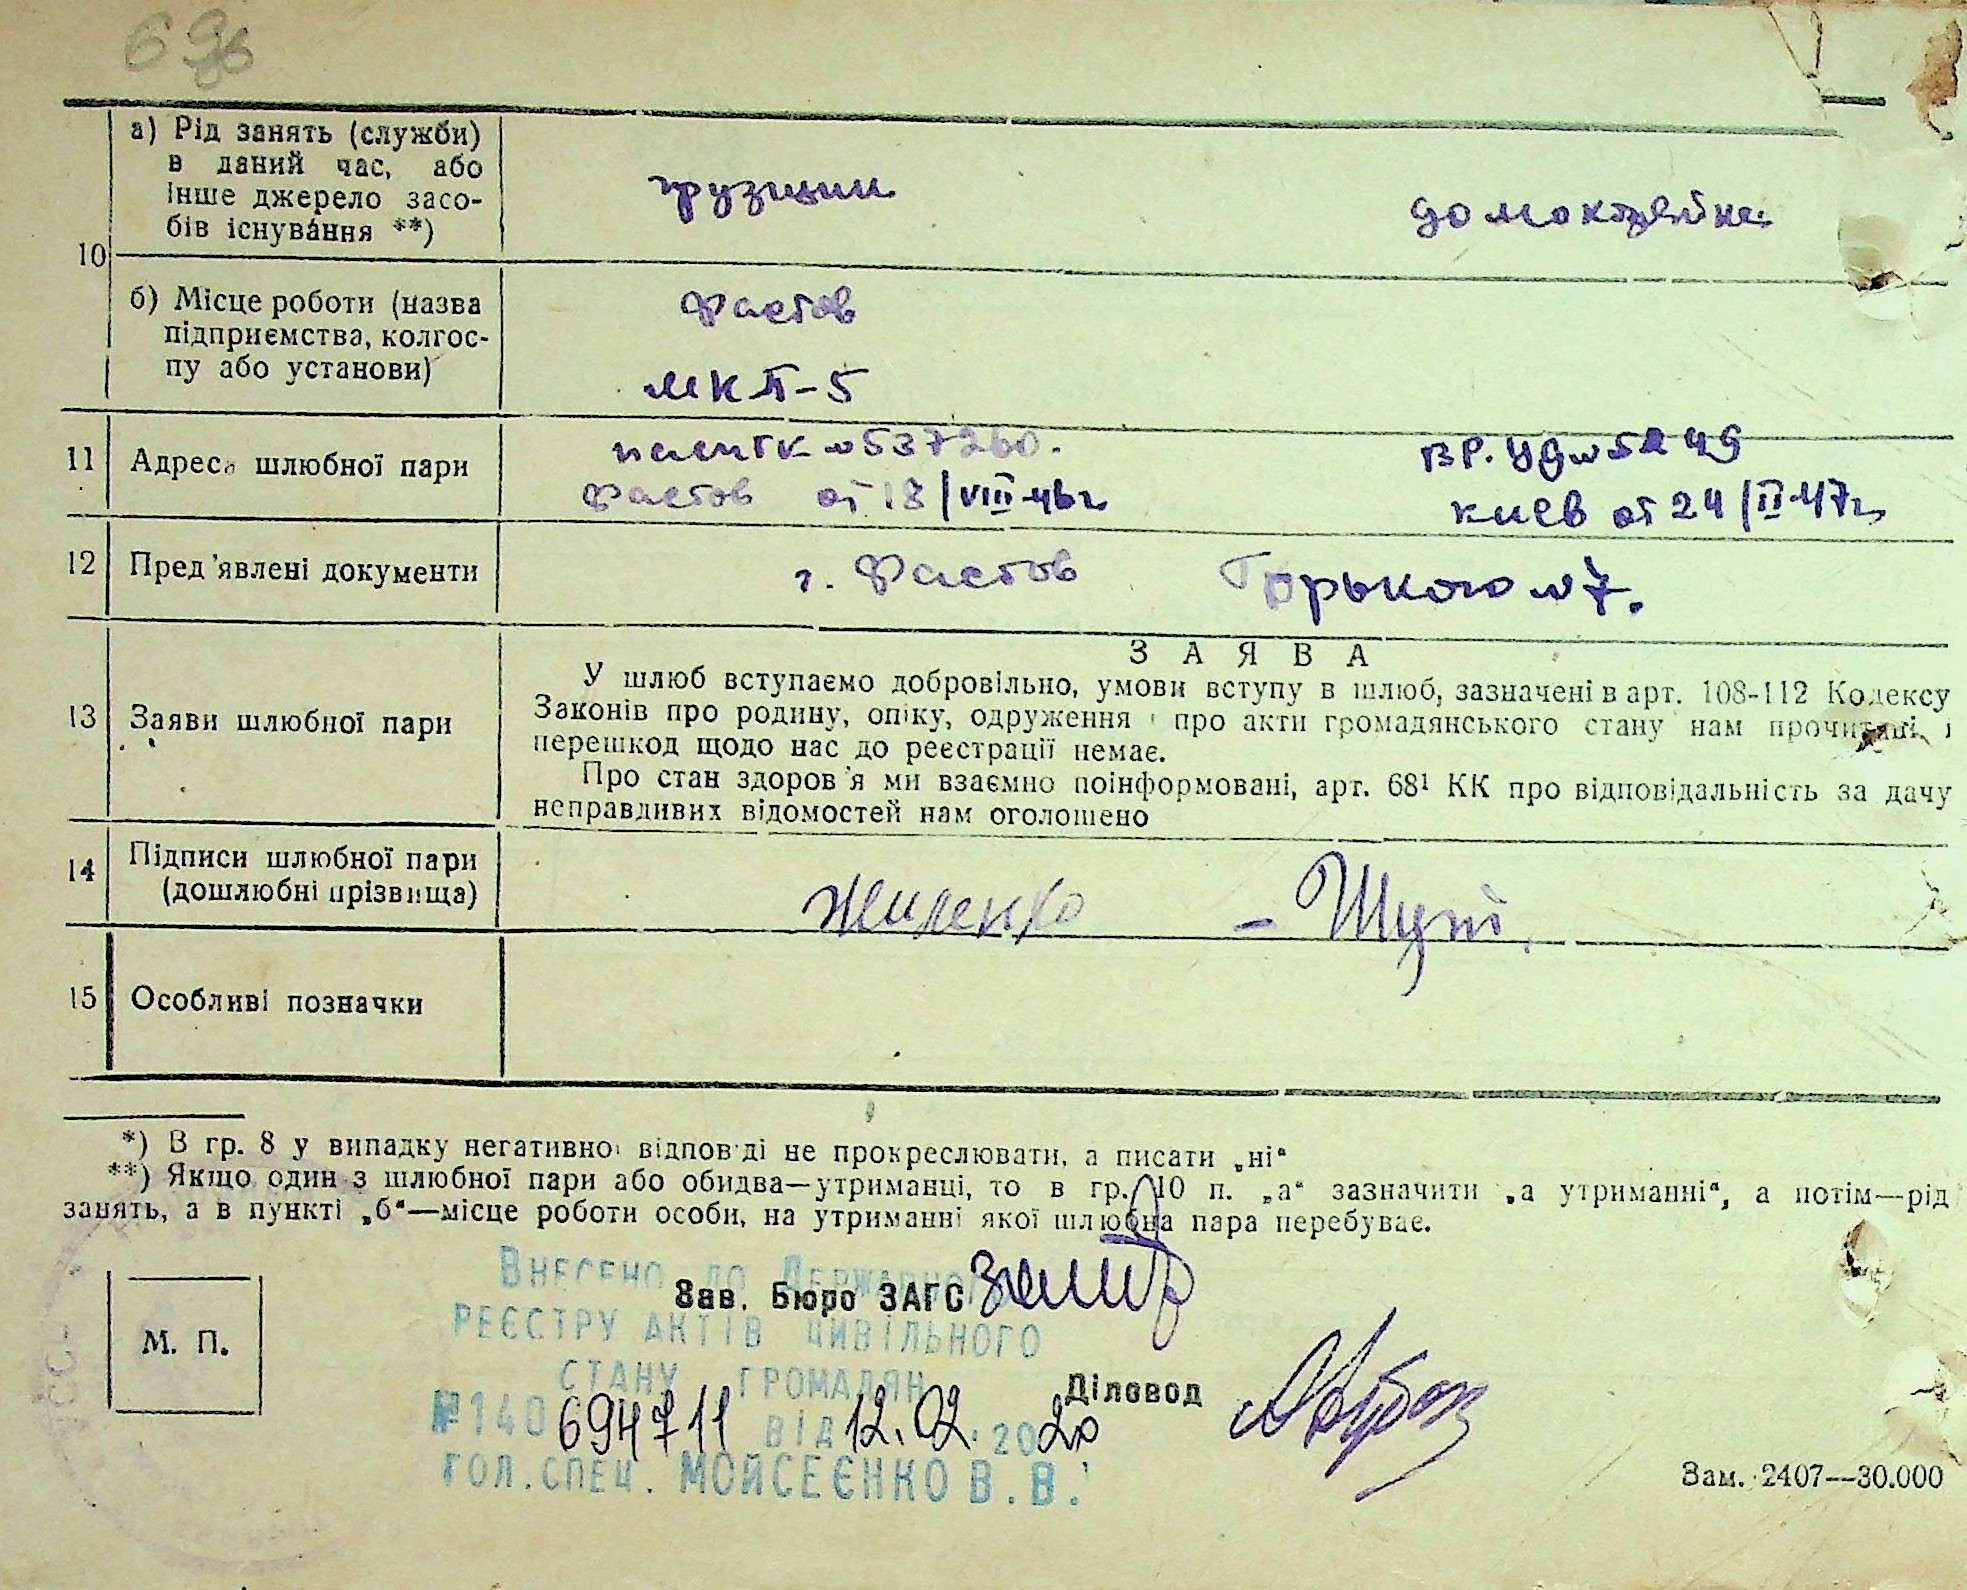 10
а) Рід занять (служби)
в даний час, або
інше джерело засо-
бів існування **)
грузчик
домохозяйка
б) Місце роботи (назва
підприємства, колгос-
пу або установи)
Фастов
МКП-5
11
Адреса шлюбної пари
№537260.
Фастов от 18/VIII 46г
вр. уд №
Киев от 24/II-47г
12
Пред'явлені документи
г. Фастов Горького №7.
13
Заяви шлюбної пари
ЗАЯВА
У шлюб вступаємо добровільно, умови вступу в шлюб, зазначені в арт. 108-112 Кодексу
Законів про родину, опіку, одруження і про акти громадянського стану нам прочитані і
перешкод щодо нас до реєстрації немає.
Про стан здоров'я ми взаємно поінформовані, арт. 68¹ КК про відповідальність за дачу
неправдивих відомостей нам оголошено
14
Підписи шлюбної пари
(дошлюбні прізвища)
15
Особливі позначки
*) В гр. 8 у випадку негативної відповіді не прокреслювати, а писати „ні“
**) Якщо один з шлюбної пари або обидва—утриманці, то в гр. 10 п. „а“ зазначити „а утриманні“, а потім—рід
занять, а в пункті „б“—місце роботи особи, на утриманні якої шлюбна пара перебуває.
Внесено до Державного
Зав. Бюро ЗАГС
РЕЄСТРУ АКТІВ ЦИВІЛЬНОГО
М. П.
СТАНУ ГРОМАДЯН
Діловод
№140694711 від 12.02.2020
ГОЛ.СПЕЦ. МОЙСЕЄНКО В.В.
Зам. 2407—30.000